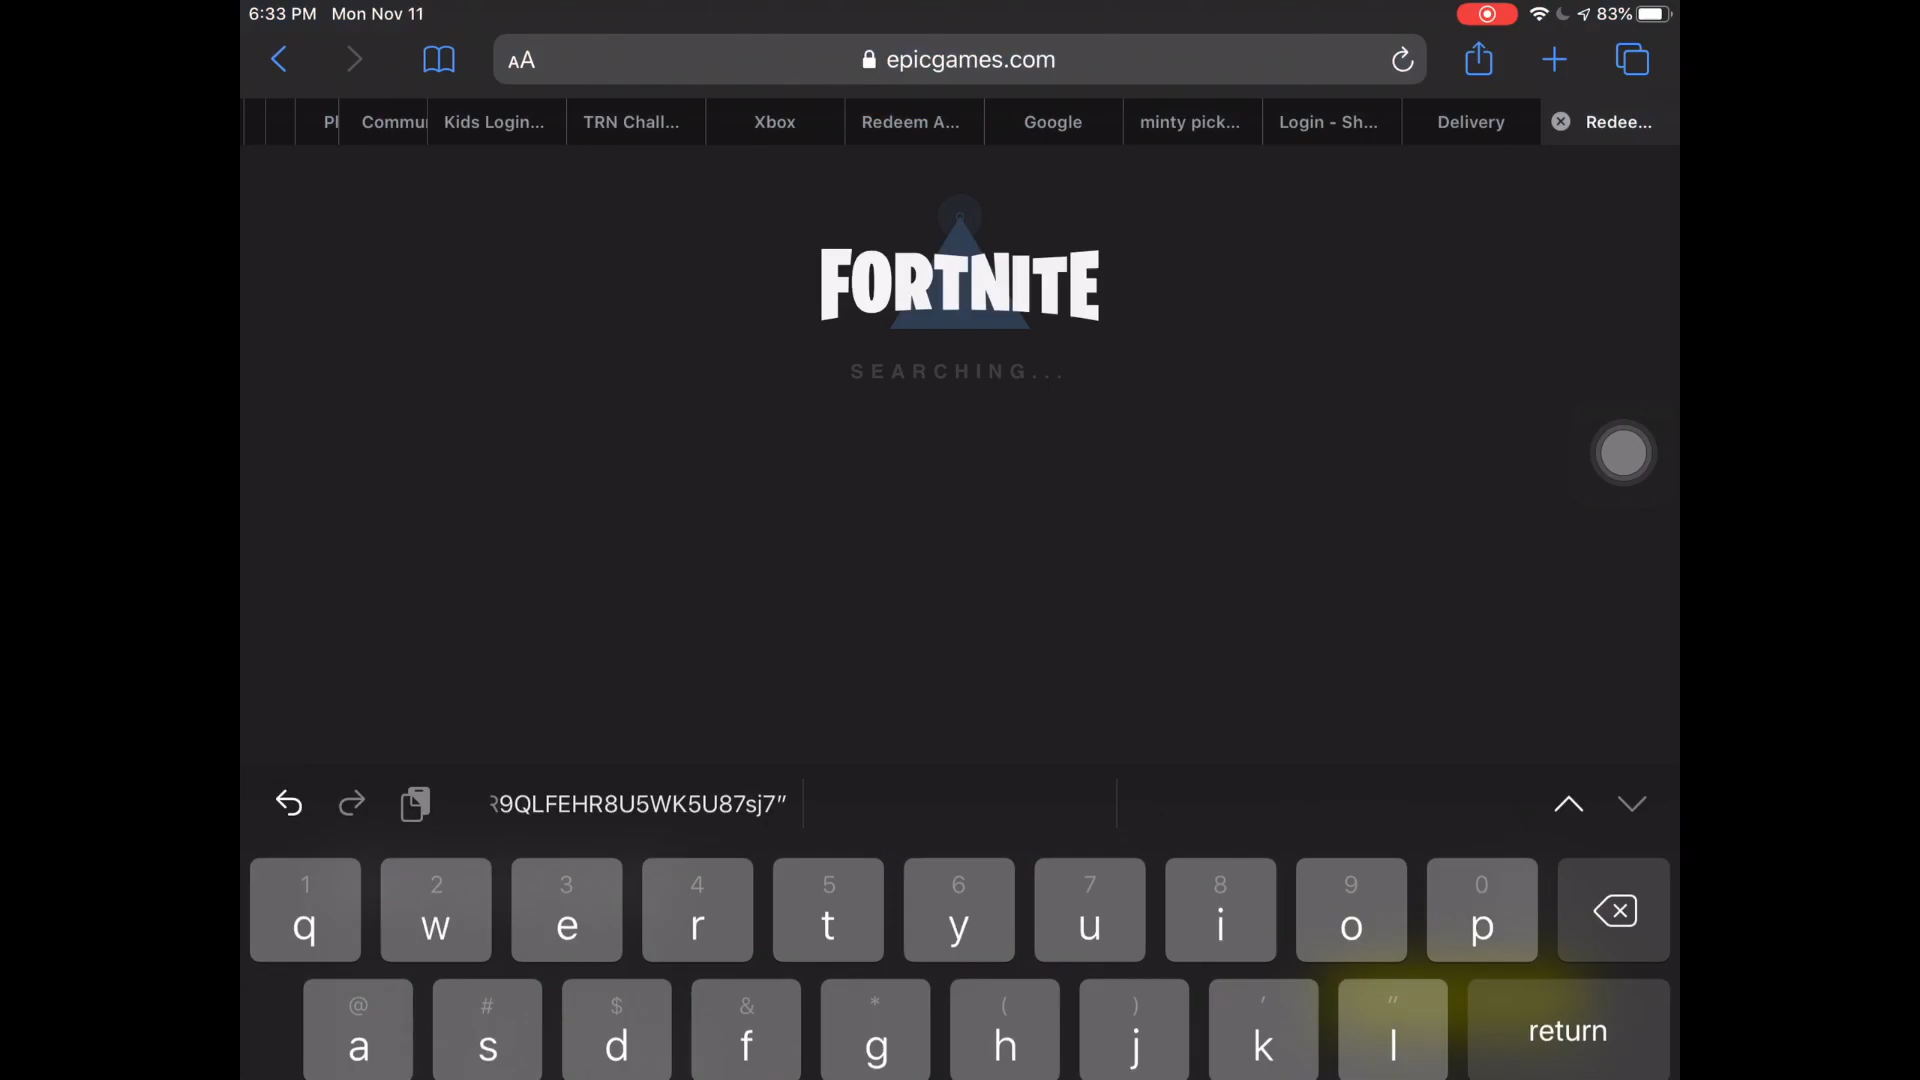 6:33 PM Mon Nov 11
83%
AA
epicgames.com
Pl
Commu
Kids Login...
TRN Chall...
Xbox
Redeem A...
Google
minty pick...
Login - Sh...
Delivery
Redee...
FORTNITE
SEARCHING...
R9QLFEHR8U5WK5U87sj7”
1 2 3 4 5 6 7 8 9 0
q w e r t y u i o p
@ # $ & * ( ) ' "
a s d f g h j k l return